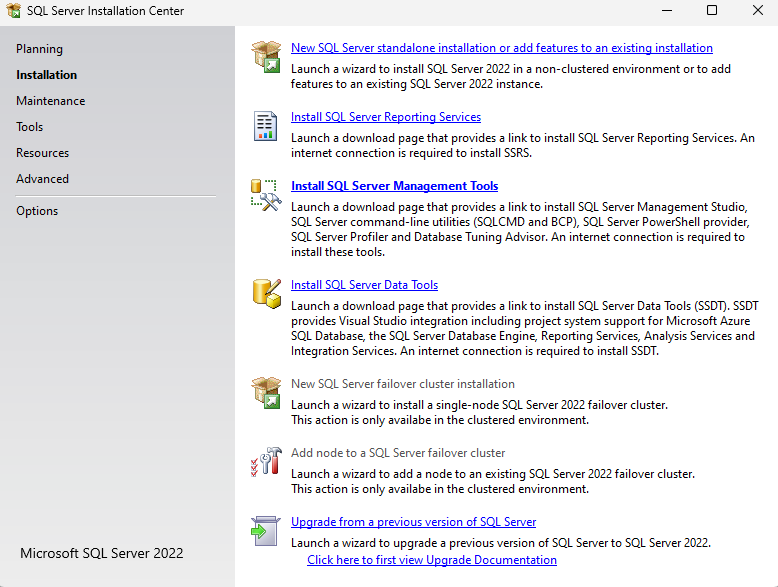 SQL Server Installation Center
Planning
Installation
Maintenance
Tools
Resources
Advanced
Options
New SQL Server standalone installation or add features to an existing installation
Launch a wizard to install SQL Server 2022 in a non-clustered environment or to add
features to an existing SQL Server 2022 instance.
Install SQL Server Reporting Services
Launch a download page that provides a link to install SQL Server Reporting Services. An
internet connection is required to install SSRS.
Install SQL Server Management Tools
Launch a download page that provides a link to install SQL Server Management Studio,
SQL Server command-line utilities (SQLCMD and BCP), SQL Server PowerShell provider,
SQL Server Profiler and Database Tuning Advisor. An internet connection is required to
install these tools.
Install SQL Server Data Tools
Launch a download page that provides a link to install SQL Server Data Tools (SSDT). SSDT
provides Visual Studio integration including project system support for Microsoft Azure
SQL Database, the SQL Server Database Engine, Reporting Services, Analysis Services and
Integration Services. An internet connection is required to install SSDT.
New SQL Server failover cluster installation
Launch a wizard to install a single-node SQL Server 2022 failover cluster.
This action is only availabe in the clustered environment.
Add node to a SQL Server failover cluster
Launch a wizard to add a node to an existing SQL Server 2022 failover cluster.
This action is only availabe in the clustered environment.
Upgrade from a previous version of SQL Server
Launch a wizard to upgrade a previous version of SQL Server to SQL Server 2022.
Click here to first view Upgrade Documentation
Microsoft SQL Server 2022